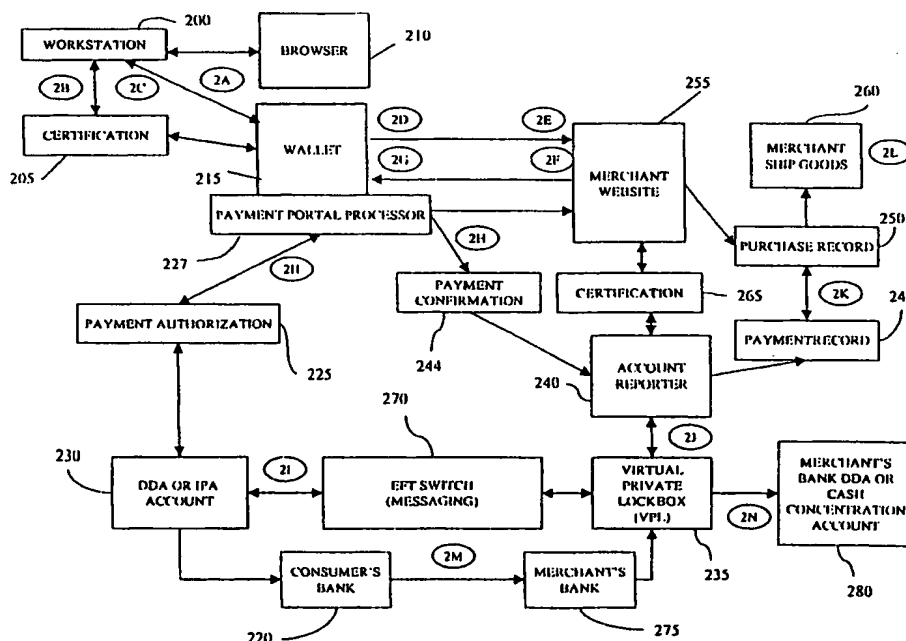 200
WORKSTATION
BROWSER
210
2B
2C
2A
CERTIFICATION
205
WALLET
215
2D
2E
2G
2F
255
MERCHANT
WEBSITE
260
MERCHANT
SHIP GOODS
2L
PAYMENT PORTAL PROCESSOR
227
2H
2H
PURCHASE RECORD
250
PAYMENT
CONFIRMATION
244
CERTIFICATION
265
2K
PAYMENTRECORD
PAYMENT AUTHORIZATION
225
ACCOUNT
REPORTER
240
270
2J
230
DDA OR IPA
ACCOUNT
2I
EFT SWITCH
(MESSAGING)
VIRTUAL
PRIVATE
LOCKBOX
(VPL)
235
2N
MERCHANT'S
BANK DDA OR
CASH
CONCENTRATION
ACCOUNT
280
CONSUMER'S
BANK
220
2M
MERCHANT'S
BANK
275